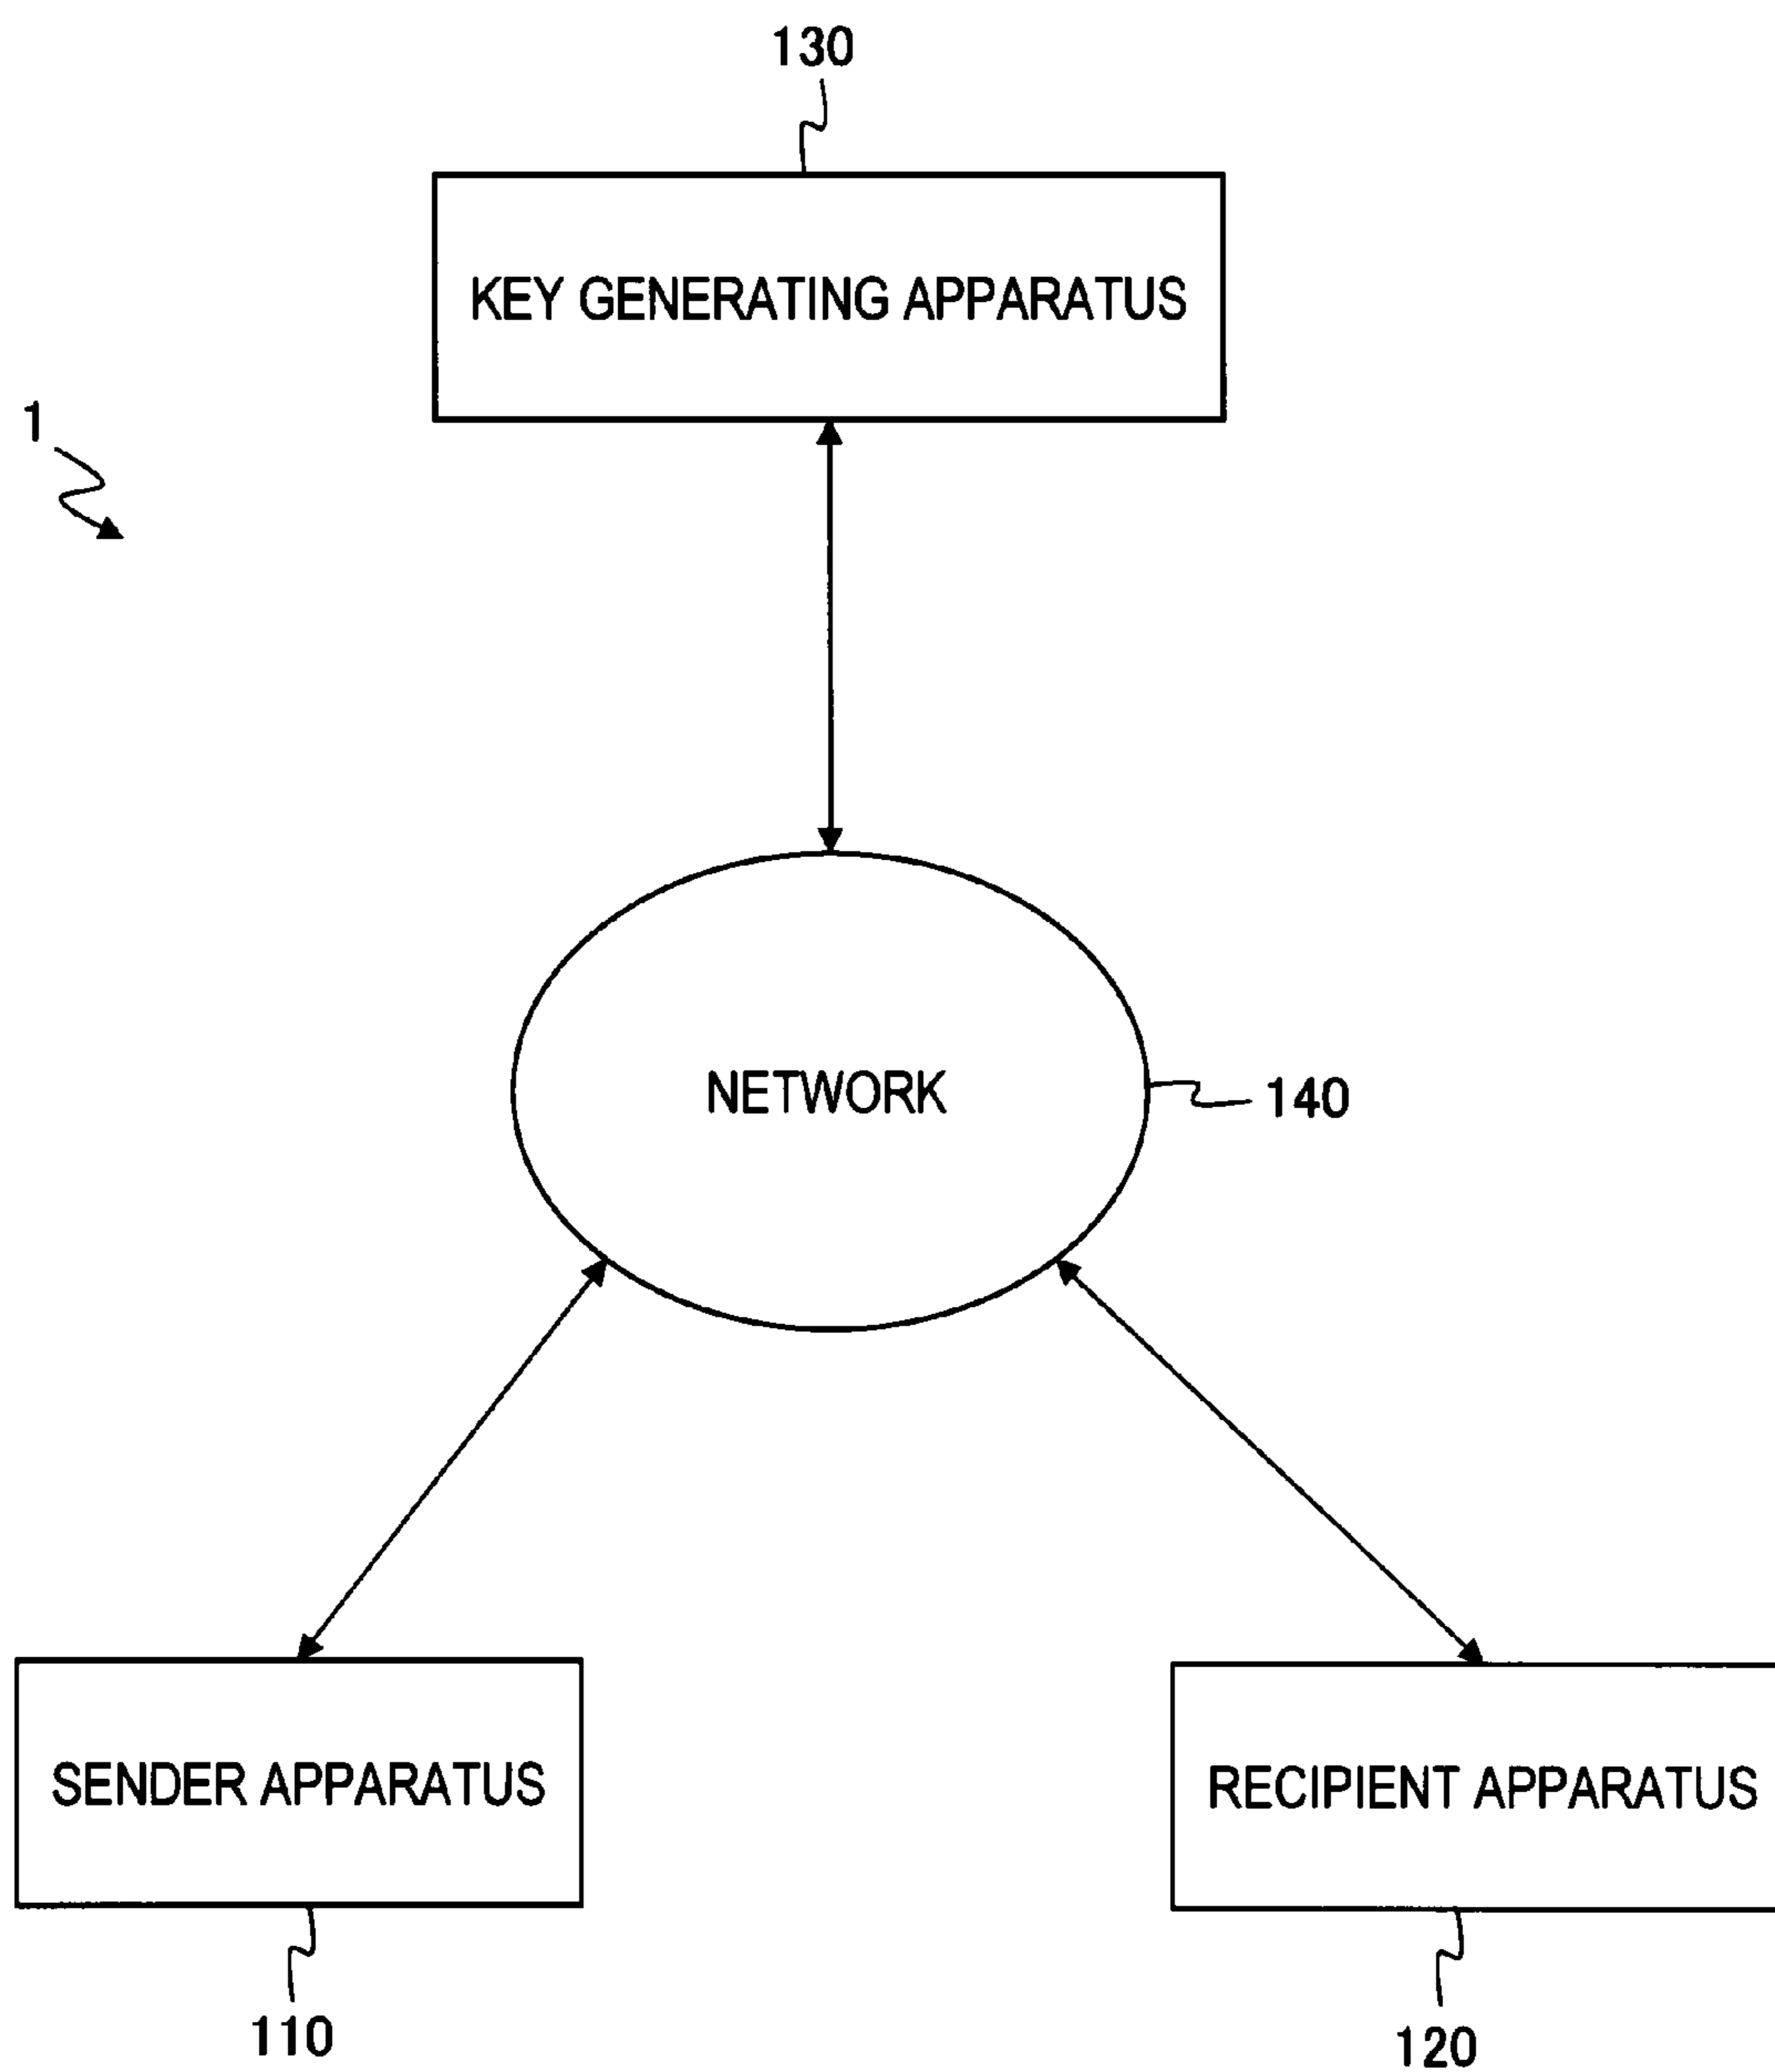 130
KEY GENERATING APPARATUS
1
NETWORK
140
SENDER APPARATUS
RECIPIENT APPARATUS
110
120